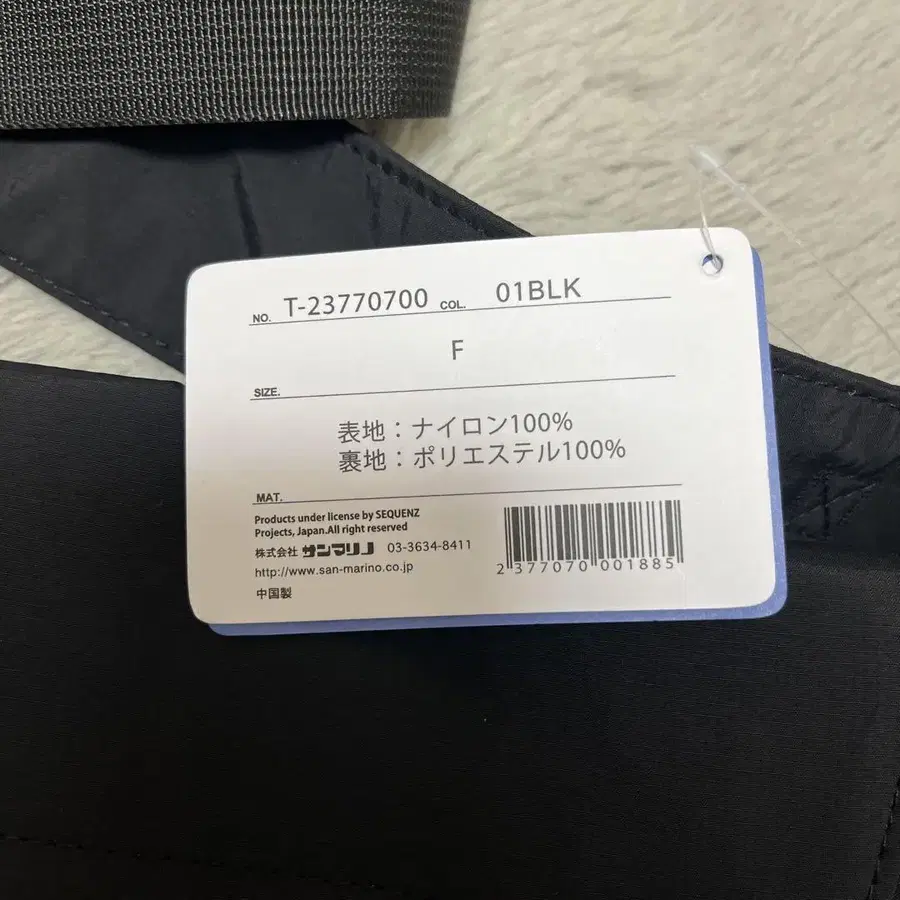 NO. T-23770700 COL. 01BLK
F
SIZE.
表地：ナイロン100%
裏地：ポリエステル100%
MAT.
Products under license by SEQUENZ
Projects, Japan.All right reserved
株式会社 サンマリノ 03-3634-8411
http://www.san-marino.co.jp
中国製
2 377070 001885